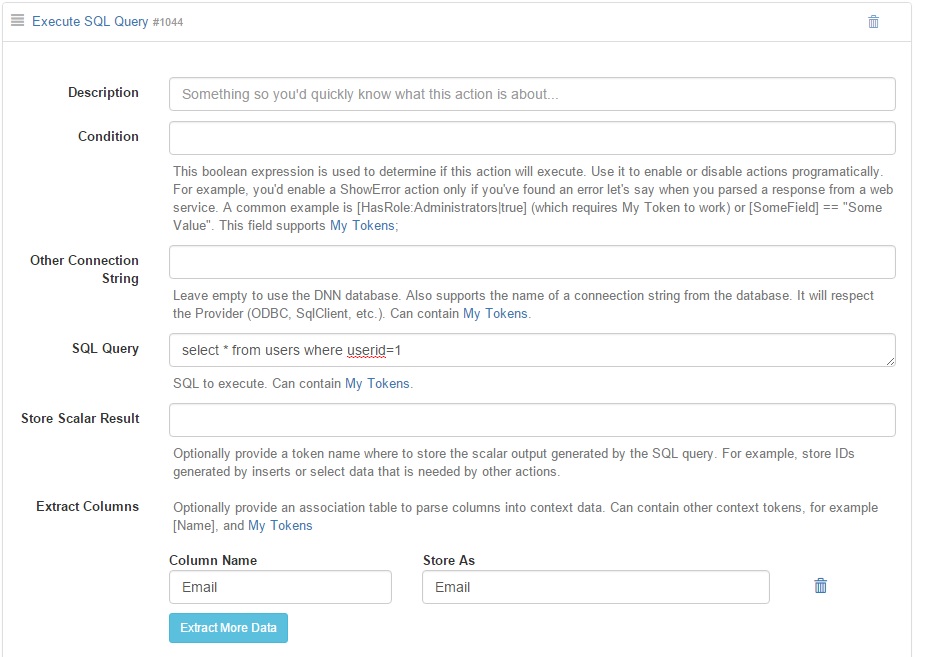 Execute SQL Query #1044
Description
Something so you'd quickly know what this action is about...
Condition
This boolean expression is used to determine if this action will execute. Use it to enable or disable actions programatically.
For example, you'd enable a ShowError action only if you've found an error let's say when you parsed a response from a web
service. A common example is [HasRole:Administrators|true] (which requires My Token to work) or [SomeField] == "Some
Value". This field supports My Tokens;
Other Connection
String
Leave empty to use the DNN database. Also supports the name of a conneection string from the database. It will respect
the Provider (ODBC, SqlClient, etc.). Can contain My Tokens.
SQL Query
select * from users where userid=1
SQL to execute. Can contain My Tokens.
Store Scalar Result
Optionally provide a token name where to store the scalar output generated by the SQL query. For example, store IDs
generated by inserts or select data that is needed by other actions.
Extract Columns
Optionally provide an association table to parse columns into context data. Can contain other context tokens, for example
[Name], and My Tokens
Column Name Store As
Email Email
Extract More Data